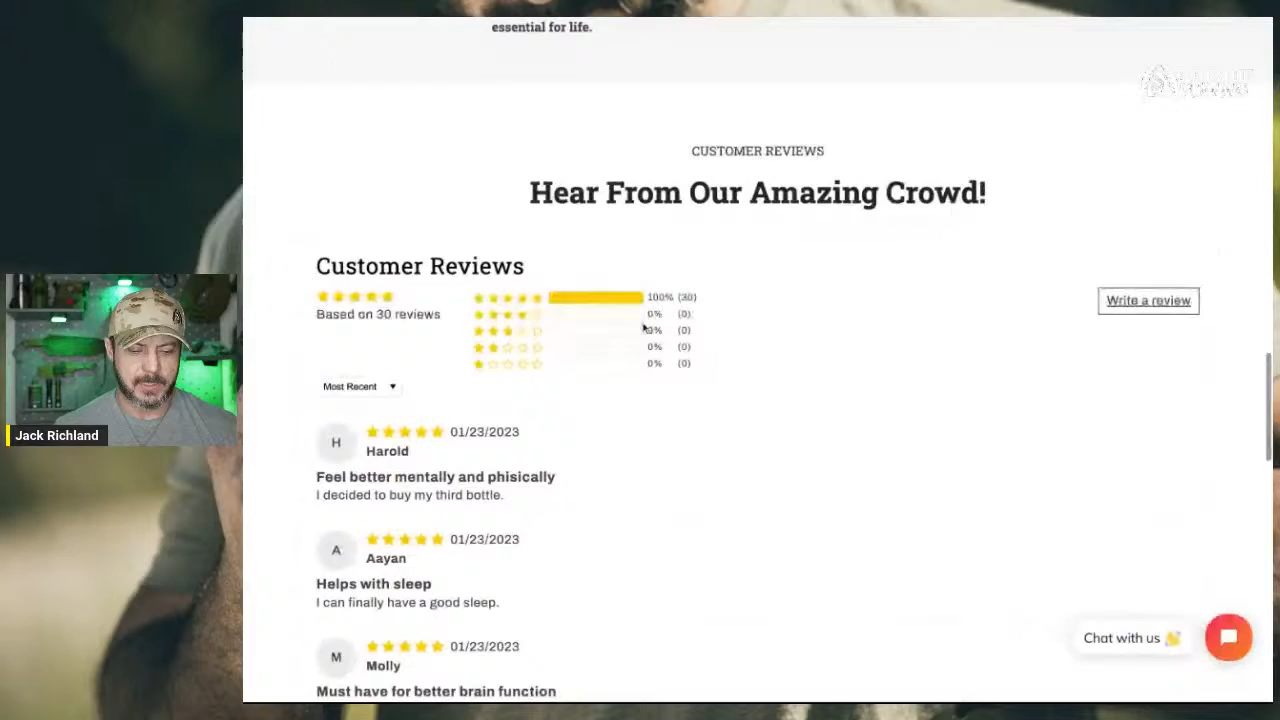 essential for life.
CUSTOMER REVIEWS
Hear From Our Amazing Crowd!
Customer Reviews
Based on 30 reviews
100% (30)
0% (0)
0% (0)
0% (0)
0% (0)
Write a review
Most Recent
H
01/23/2023
Harold
Feel better mentally and phisically
I decided to buy my third bottle.
A
01/23/2023
Aayan
Helps with sleep
I can finally have a good sleep.
M
01/23/2023
Molly
Must have for better brain function
Chat with us
Jack Richland